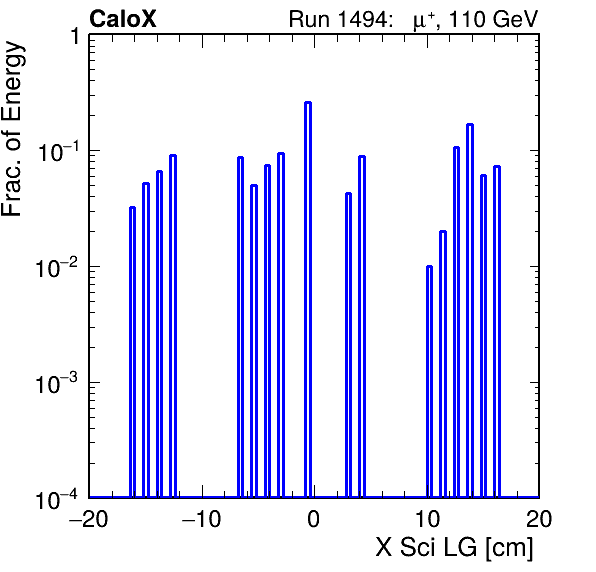 CaloX Run 1494: μ⁺, 110 GeV
Frac. of Energy
1
10⁻¹
10⁻²
10⁻³
10⁻⁴
−20 −10 0 10 20
X Sci LG [cm]